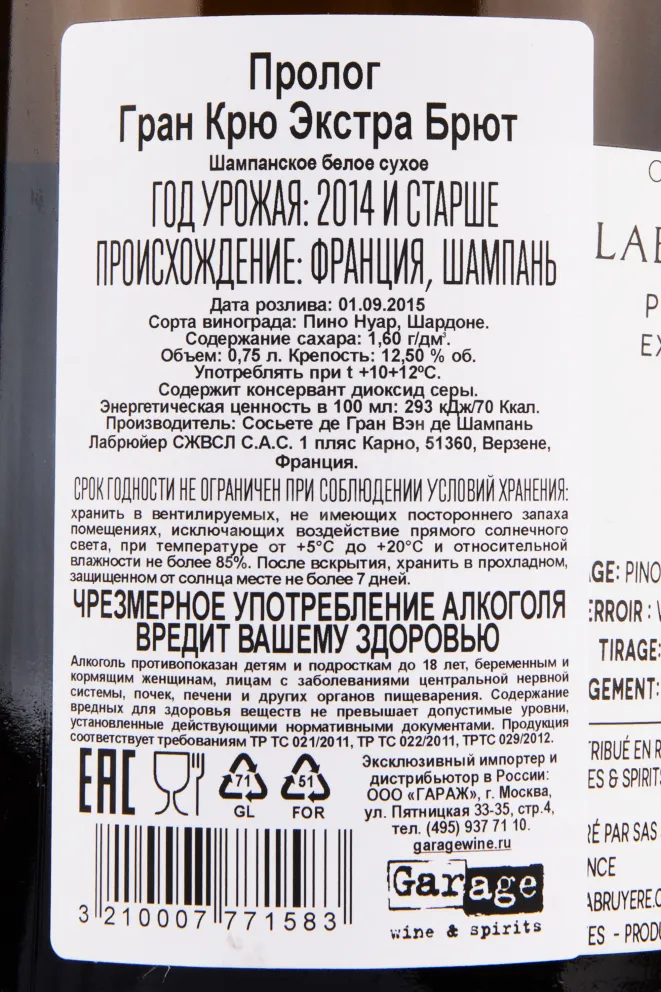 Пролог
Гран Крю Экстра Брют
Шампанское белое сухое
ГОД УРОЖАЯ: 2014 И СТАРШЕ
ПРОИСХОЖДЕНИЕ: ФРАНЦИЯ, ШАМПАНЬ
Дата розлива: 01.09.2015
Сорта винограда: Пино Нуар, Шардоне.
Содержание сахара: 1,60 г/дм³.
Объем: 0,75 л. Крепость: 12,50 % об.
Употреблять при t +10+12°С.
Содержит консервант диоксид серы.
Энергетическая ценность в 100 мл: 293 кДж/70 Ккал.
Производитель: Сосьете де Гран Вэн де Шампань
Лабрюйер СЖВСЛ С.А.С. 1 пляс Карно, 51360, Верзене,
Франция.
СРОК ГОДНОСТИ НЕ ОГРАНИЧЕН ПРИ СОБЛЮДЕНИИ УСЛОВИЙ ХРАНЕНИЯ:
хранить в вентилируемых, не имеющих постороннего запаха
помещениях, исключающих воздействие прямого солнечного
света, при температуре от +5°С до +20°С и относительной
влажности не более 85%. После вскрытия, хранить в прохладном,
защищенном от солнца месте не более 7 дней.
ЧРЕЗМЕРНОЕ УПОТРЕБЛЕНИЕ АЛКОГОЛЯ
ВРЕДИТ ВАШЕМУ ЗДОРОВЬЮ
Алкоголь противопоказан детям и подросткам до 18 лет, беременным и
кормящим женщинам, лицам с заболеваниями центральной нервной
системы, почек, печени и других органов пищеварения. Содержание
вредных для здоровья веществ не превышает допустимые уровни,
установленные действующими нормативными документами. Продукция
соответствует требованиям ТР ТС 021/2011, ТР ТС 022/2011, ТРТС 029/2012.
EAC
71
GL
51
FOR
3 210007 771583
Эксклюзивный импортер и
дистрибьютор в России:
ООО «ГАРАЖ», г. Москва,
ул. Пятницкая 33-35, стр.4,
тел. (495) 937 71 10.
garagewine.ru
Garage
wine & spirits
LAB
P
EX
GE: PINO
ERROIR : V
TIRAGE:
GEMENT:
TRIBUÉ EN R
ES & SPIRIT
RÉ PAR SAS
NCE
ABRUYERE.C
ES - PRODU